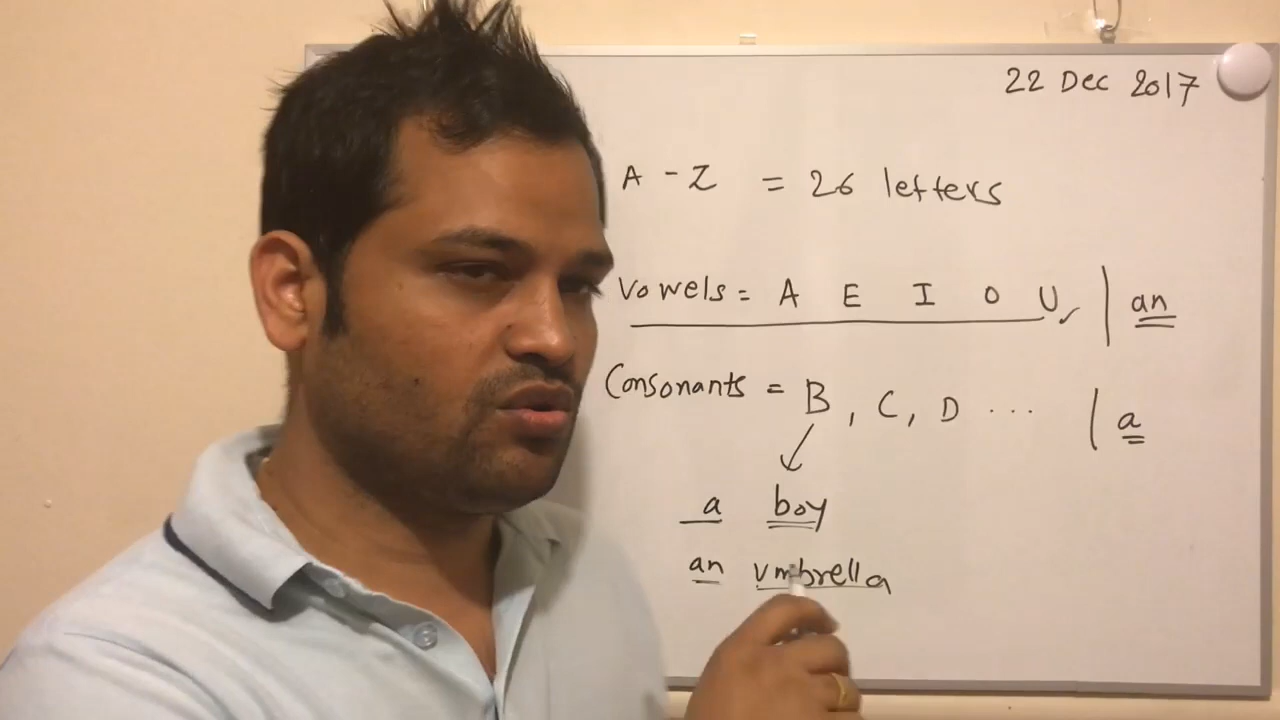 22 Dec 2017
A - Z = 26 letters
Vowels = A E I O U ✓ | an
Consonants = B, C, D ... | a
a boy
an umbrella